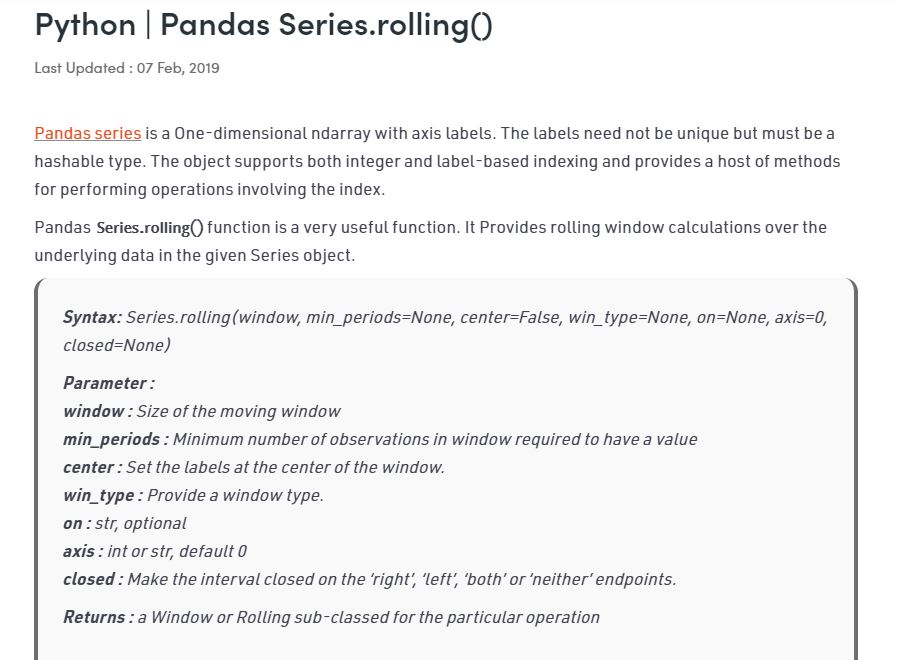 Python | Pandas Series.rolling()
Last Updated : 07 Feb, 2019
Pandas series is a One-dimensional ndarray with axis labels. The labels need not be unique but must be a
hashable type. The object supports both integer and label-based indexing and provides a host of methods
for performing operations involving the index.
Pandas Series.rolling() function is a very useful function. It Provides rolling window calculations over the
underlying data in the given Series object.
Syntax: Series.rolling(window, min_periods=None, center=False, win_type=None, on=None, axis=0,
closed=None)
Parameter :
window : Size of the moving window
min_periods : Minimum number of observations in window required to have a value
center : Set the labels at the center of the window.
win_type : Provide a window type.
on : str, optional
axis : int or str, default 0
closed : Make the interval closed on the ‘right’, ‘left’, ‘both’ or ‘neither’ endpoints.
Returns : a Window or Rolling sub-classed for the particular operation